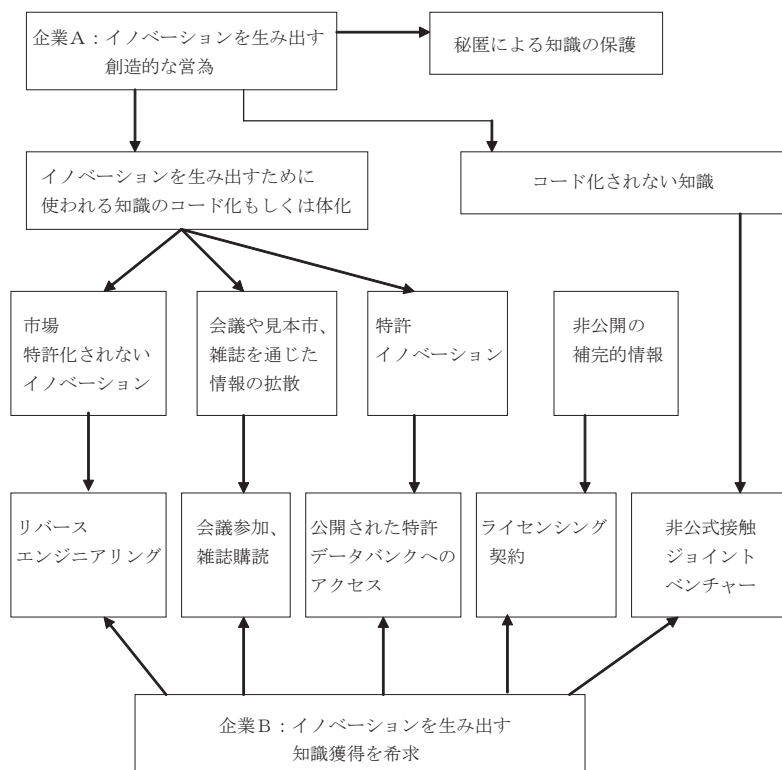 企業A：イノベーションを生み出す
創造的な営為
秘匿による知識の保護
イノベーションを生み出すために
使われる知識のコード化もしくは体化
コード化されない知識
市場
特許化されない
イノベーション
会議や見本市、
雑誌を通じた
情報の拡散
特許
イノベーション
非公開の
補完的情報
リバース
エンジニアリング
会議参加、
雑誌購読
公開された特許
データバンクへの
アクセス
ライセンシング
契約
非公式接触
ジョイント
ベンチャー
企業B：イノベーションを生み出す
知識獲得を希求